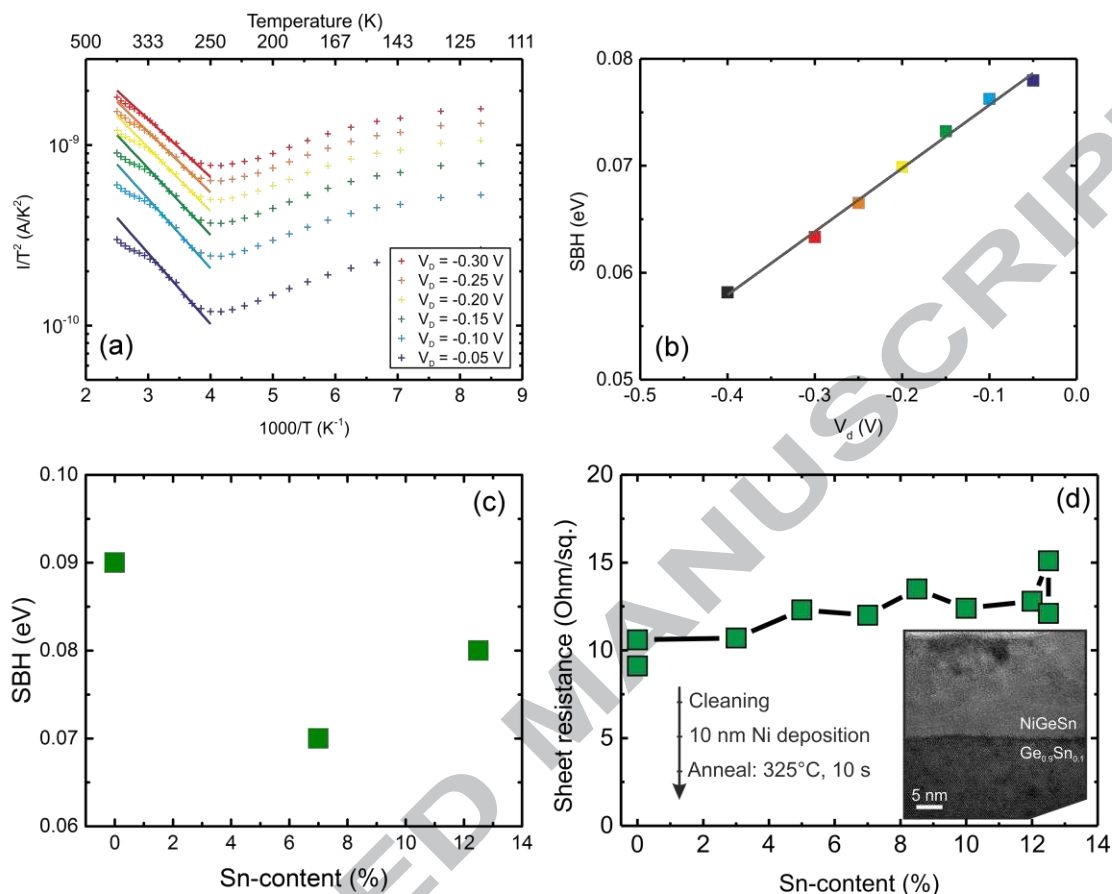 Temperature (K)
500 333 250 200 167 143 125 111
10⁻⁹
10⁻¹⁰
I/T² (A/K²)
(a)
V_D = -0.30 V
V_D = -0.25 V
V_D = -0.20 V
V_D = -0.15 V
V_D = -0.10 V
V_D = -0.05 V
2 3 4 5 6 7 8 9
1000/T (K⁻¹)
0.08
0.07
0.06
0.05
SBH (eV)
(b)
-0.5 -0.4 -0.3 -0.2 -0.1 0.0
V_d (V)
0.10
0.09
0.08
0.07
0.06
SBH (eV)
(c)
0 2 4 6 8 10 12 14
Sn-content (%)
20
15
10
5
0
Sheet resistance (Ohm/sq.)
(d)
Cleaning
10 nm Ni deposition
Anneal: 325°C, 10 s
NiGeSn
Ge₀.₉Sn₀.₁
5 nm
0 2 4 6 8 10 12 14
Sn-content (%)
ED MANUSCRIP